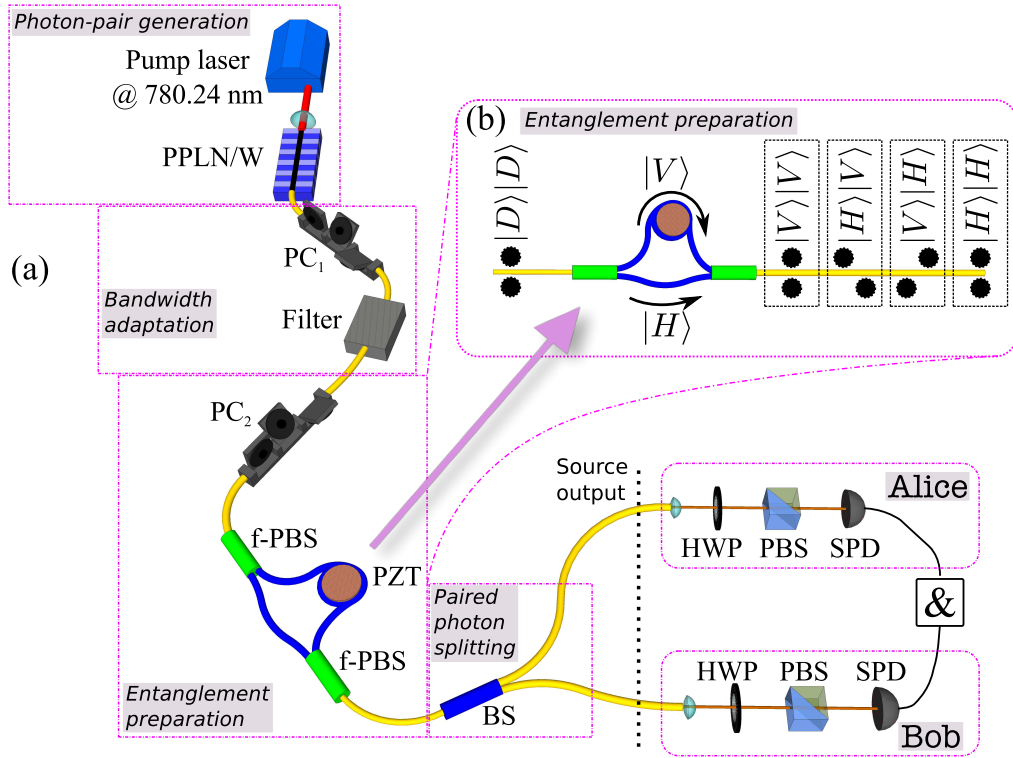 Photon-pair generation
Pump laser
@ 780.24 nm
PPLN/W
(a)
PC₁
Bandwidth
adaptation
Filter
PC₂
f-PBS
PZT
f-PBS
Entanglement
preparation
Paired
photon
splitting
BS
(b)
Entanglement preparation
|D⟩|D⟩
|V⟩
|H⟩
|V⟩|V⟩
|H⟩|V⟩
|V⟩|H⟩
|H⟩|H⟩
Source
output
Alice
HWP
PBS
SPD
&
HWP
PBS
SPD
Bob